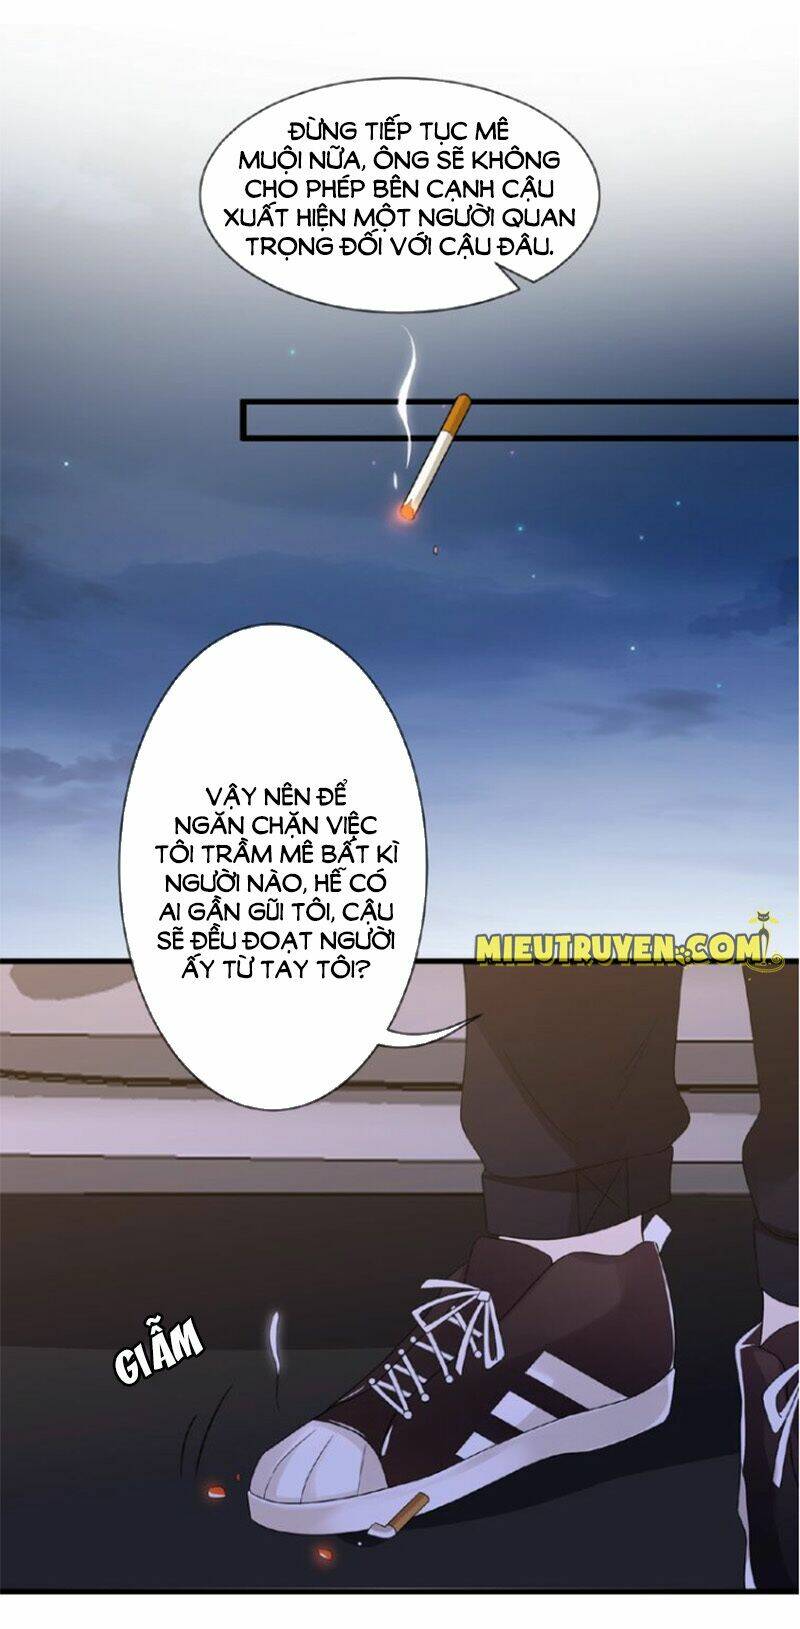 ĐỪNG TIẾP TỤC MÊ
MUỘI NỮA, ÔNG SẼ KHÔNG
CHO PHÉP BÊN CẠNH CẬU
XUẤT HIỆN MỘT NGƯỜI QUAN
TRỌNG ĐỐI VỚI CẬU ĐÂU.
VẬY NÊN ĐỂ
NGĂN CHẶN VIỆC
TÔI TRẦM MÊ BẤT KÌ
NGƯỜI NÀO, HỄ CÓ
AI GẦN GŨI TÔI, CẬU
SẼ ĐỀU ĐOẠT NGƯỜI
ẤY TỪ TAY TÔI?
MIEUTRUYEN.COM
GIẪM